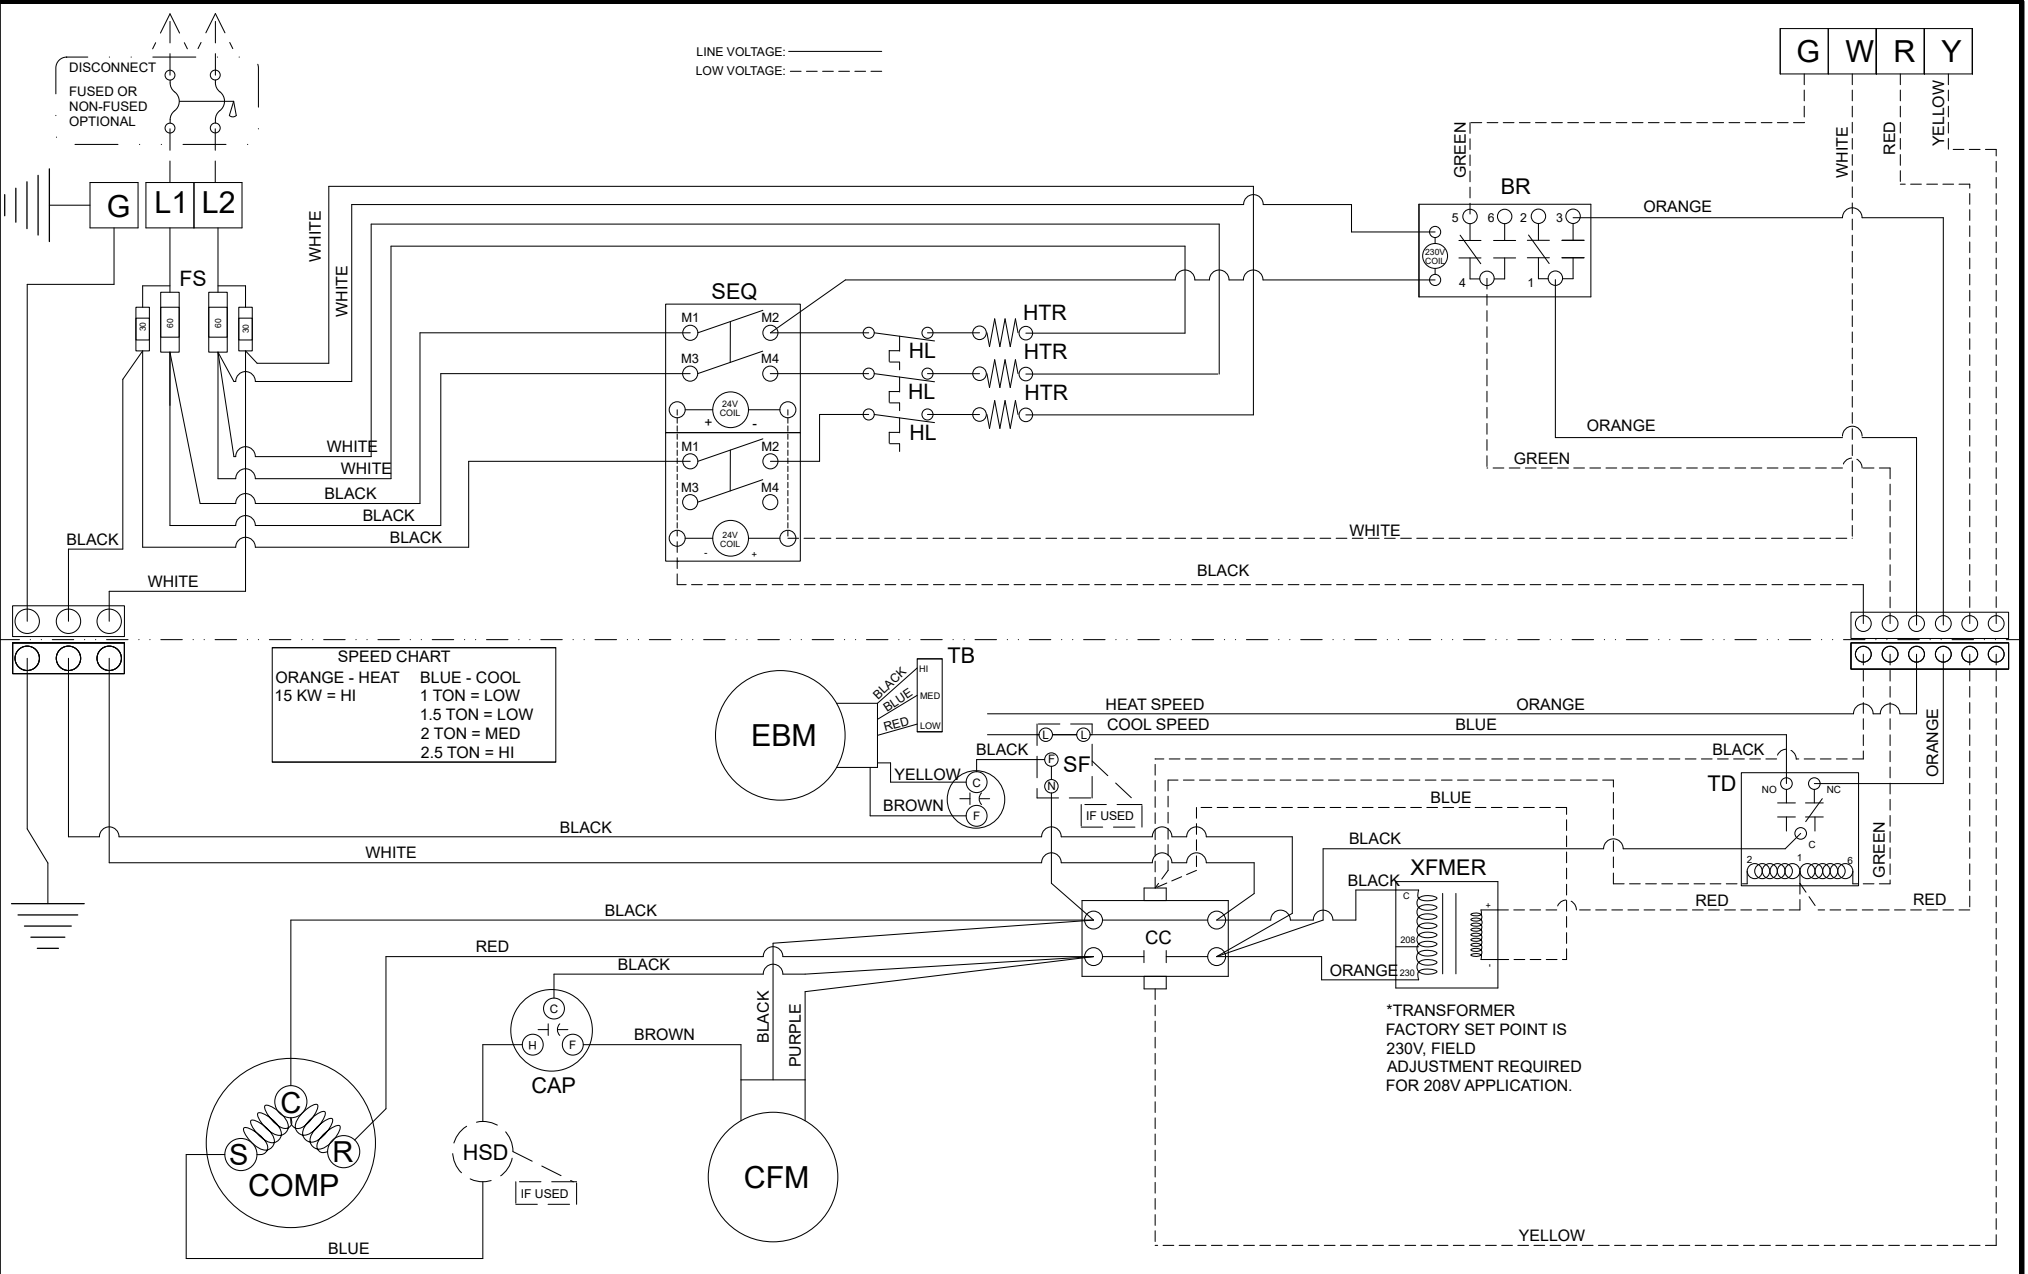 LINE VOLTAGE:
LOW VOLTAGE:
DISCONNECT
FUSED OR
NON-FUSED
OPTIONAL
G W R Y
GREEN
WHITE
RED
YELLOW
G L1 L2
FS
30
60
60
30
WHITE
WHITE
WHITE
WHITE
BLACK
BLACK
BLACK
BLACK
WHITE
SEQ
M1 M2
M3 M4
24V
COIL
+ -
M1 M2
M3 M4
24V
COIL
- +
HL
HL
HL
HTR
HTR
HTR
BR
230V
COIL
5 6 2 3
4 1
ORANGE
ORANGE
GREEN
WHITE
BLACK
SPEED CHART
ORANGE - HEAT BLUE - COOL
15 KW = HI 1 TON = LOW
1.5 TON = LOW
2 TON = MED
2.5 TON = HI
EBM
TB
HI
MED
LOW
BLACK
BLUE
RED
YELLOW
BROWN
C
F
BLACK
L L
F
N
SF
IF USED
HEAT SPEED ORANGE
COOL SPEED BLUE
BLACK
ORANGE
BLUE
TD
NO NC
C
2 1 6
GREEN
BLACK
WHITE
BLACK
XFMER
BLACK
C
208
230
+
-
ORANGE
RED
RED
*TRANSFORMER
FACTORY SET POINT IS
230V, FIELD
ADJUSTMENT REQUIRED
FOR 208V APPLICATION.
CC
BLACK
RED
BLACK
C
H F
CAP
BROWN
BLACK
PURPLE
C
S R
COMP
HSD
IF USED
CFM
BLUE
YELLOW